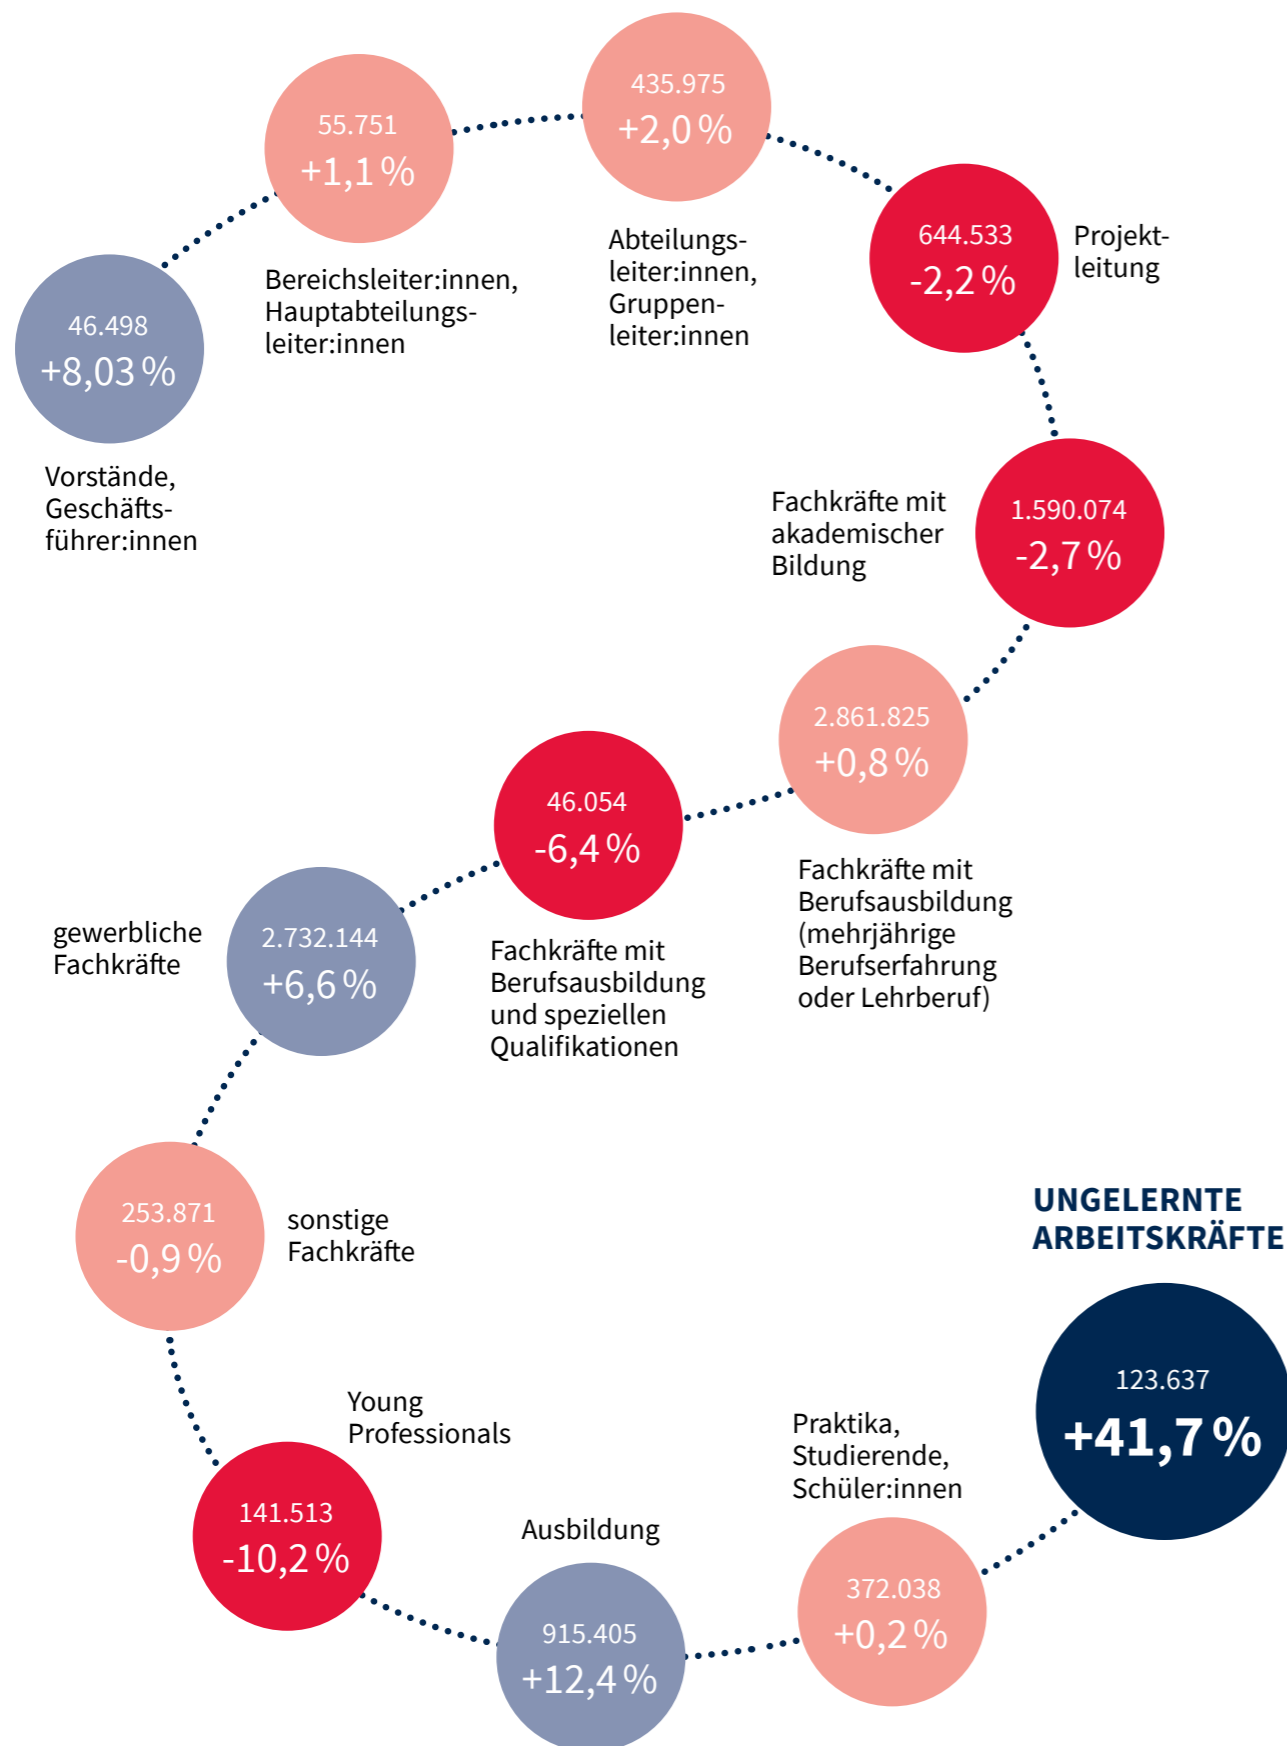 435.975
+2,0 %
55.751
+1,1 %
Abteilungs-
leiter:innen,
Gruppen-
leiter:innen
644.533
-2,2 %
Projekt-
leitung
Bereichsleiter:innen,
Hauptabteilungs-
leiter:innen
46.498
+8,03 %
Vorstände,
Geschäfts-
führer:innen
Fachkräfte mit
akademischer
Bildung
1.590.074
-2,7 %
2.861.825
+0,8 %
Fachkräfte mit
Berufsausbildung
(mehrjährige
Berufserfahrung
oder Lehrberuf)
46.054
-6,4 %
Fachkräfte mit
Berufsausbildung
und speziellen
Qualifikationen
gewerbliche
Fachkräfte
2.732.144
+6,6 %
253.871
-0,9 %
sonstige
Fachkräfte
Young
Professionals
141.513
-10,2 %
Ausbildung
915.405
+12,4 %
Praktika,
Studierende,
Schüler:innen
372.038
+0,2 %
UNGELERNTE
ARBEITSKRÄFTE
123.637
+41,7 %